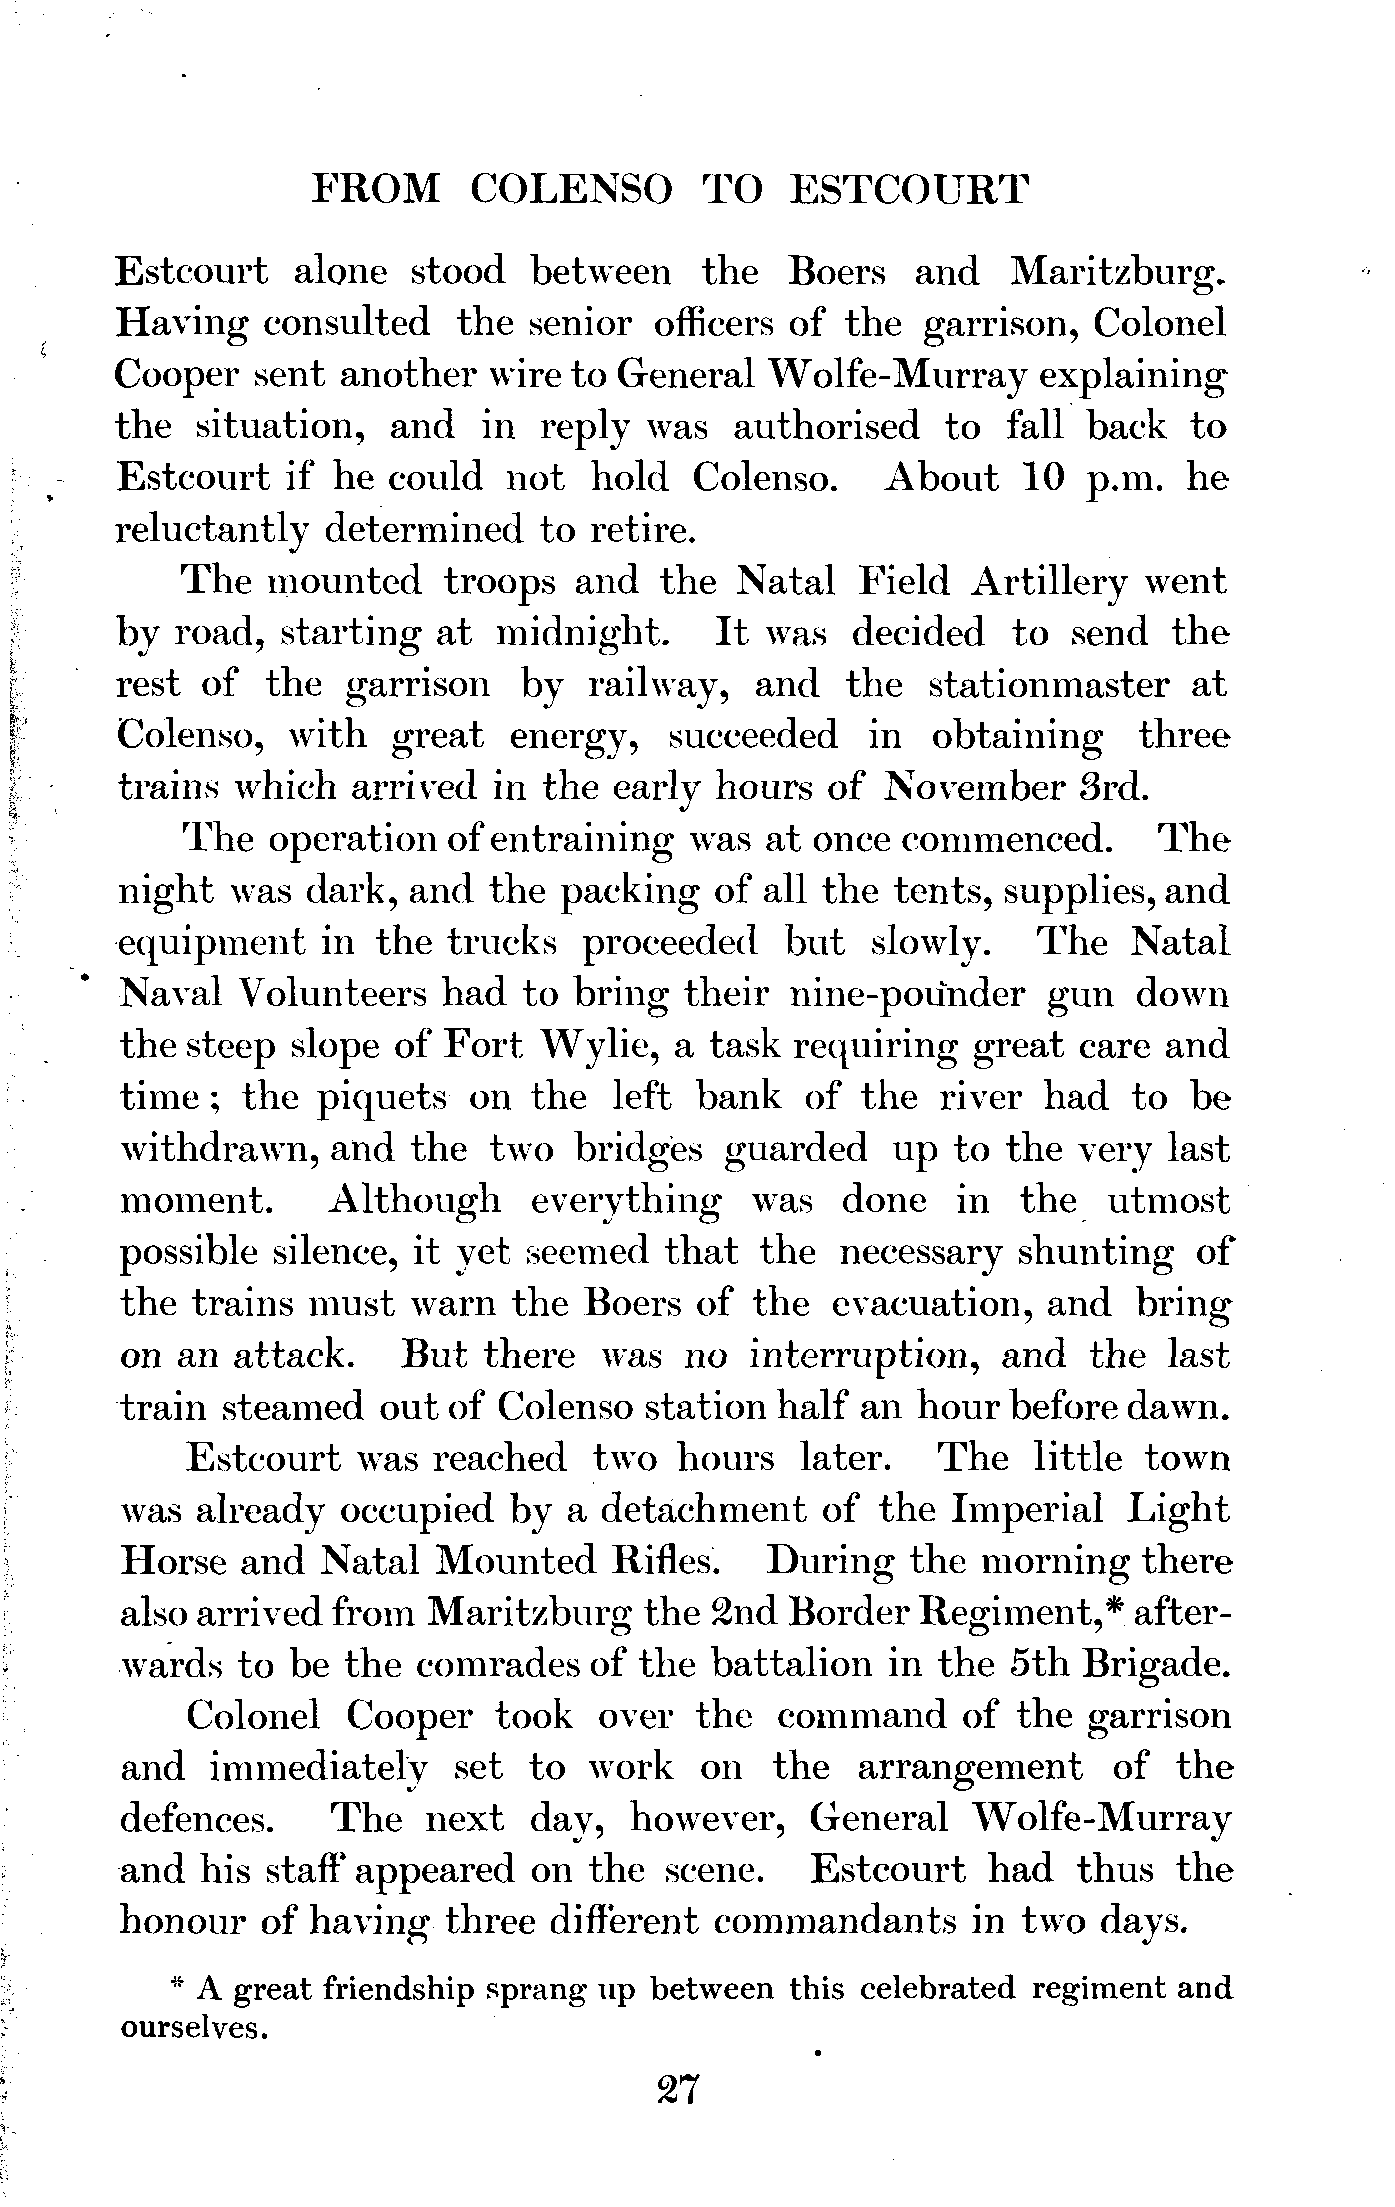 FROM COLENSO TO ESTCOURT
Estcourt alone stood between the Boers and Maritzburg.
Having consulted the senior officers of the garrison, Colonel
Cooper sent another wire to General Wolfe-Murray explaining
the situation, and in reply was authorised to fall back to
Estcourt if he could not hold Colenso. About 10 p.m. he
reluctantly determined to retire.
The mounted troops and the Natal Field Artillery went
by road, starting at midnight. It was decided to send the
rest of the garrison by railway, and the stationmaster at
Colenso, with great energy, succeeded in obtaining three
trains which arrived in the early hours of November 3rd.
The operation of entraining was at once commenced. The
night was dark, and the packing of all the tents, supplies, and
equipment in the trucks proceeded but slowly. The Natal
Naval Volunteers had to bring their nine-pounder gun down
the steep slope of Fort Wylie, a task requiring great care and
time ; the piquets on the left bank of the river had to be
withdrawn, and the two bridges guarded up to the very last
moment. Although everything was done in the utmost
possible silence, it yet seemed that the necessary shunting of
the trains must warn the Boers of the evacuation, and bring
on an attack. But there was no interruption, and the last
train steamed out of Colenso station half an hour before dawn.
Estcourt was reached two hours later. The little town
was already occupied by a detachment of the Imperial Light
Horse and Natal Mounted Rifles. During the morning there
also arrived from Maritzburg the 2nd Border Regiment,* after-
wards to be the comrades of the battalion in the 5th Brigade.
Colonel Cooper took over the command of the garrison
and immediately set to work on the arrangement of the
defences. The next day, however, General Wolfe-Murray
and his staff appeared on the scene. Estcourt had thus the
honour of having three different commandants in two days.
* A great friendship sprang up between this celebrated regiment and
ourselves.
27